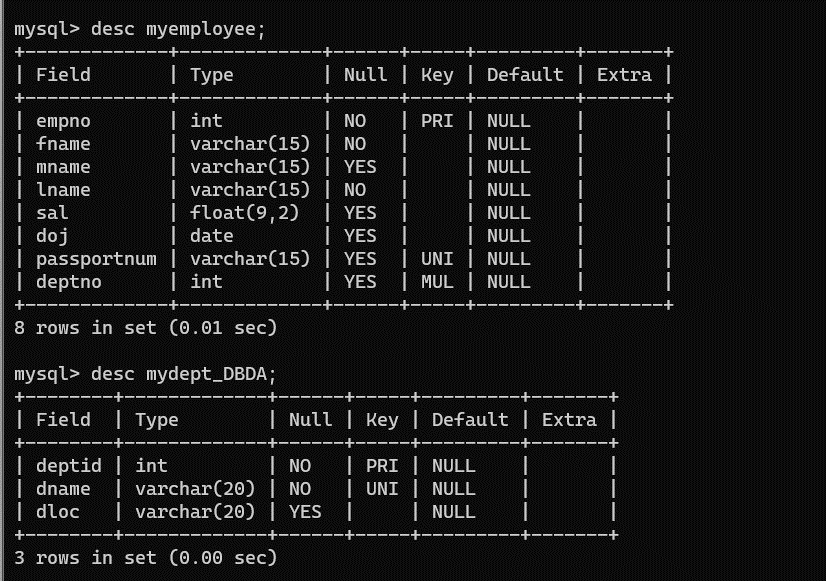 mysql> desc myemployee;
+-------------+-------------+------+-----+---------+-------+
| Field       | Type        | Null | Key | Default | Extra |
+-------------+-------------+------+-----+---------+-------+
| empno       | int         | NO   | PRI | NULL    |       |
| fname       | varchar(15) | NO   |     | NULL    |       |
| mname       | varchar(15) | YES  |     | NULL    |       |
| lname       | varchar(15) | NO   |     | NULL    |       |
| sal         | float(9,2)  | YES  |     | NULL    |       |
| doj         | date        | YES  |     | NULL    |       |
| passportnum | varchar(15) | YES  | UNI | NULL    |       |
| deptno      | int         | YES  | MUL | NULL    |       |
+-------------+-------------+------+-----+---------+-------+
8 rows in set (0.01 sec)
mysql> desc mydept_DBDA;
+--------+-------------+------+-----+---------+-------+
| Field  | Type        | Null | Key | Default | Extra |
+--------+-------------+------+-----+---------+-------+
| deptid | int         | NO   | PRI | NULL    |       |
| dname  | varchar(20) | NO   | UNI | NULL    |       |
| dloc   | varchar(20) | YES  |     | NULL    |       |
+--------+-------------+------+-----+---------+-------+
3 rows in set (0.00 sec)